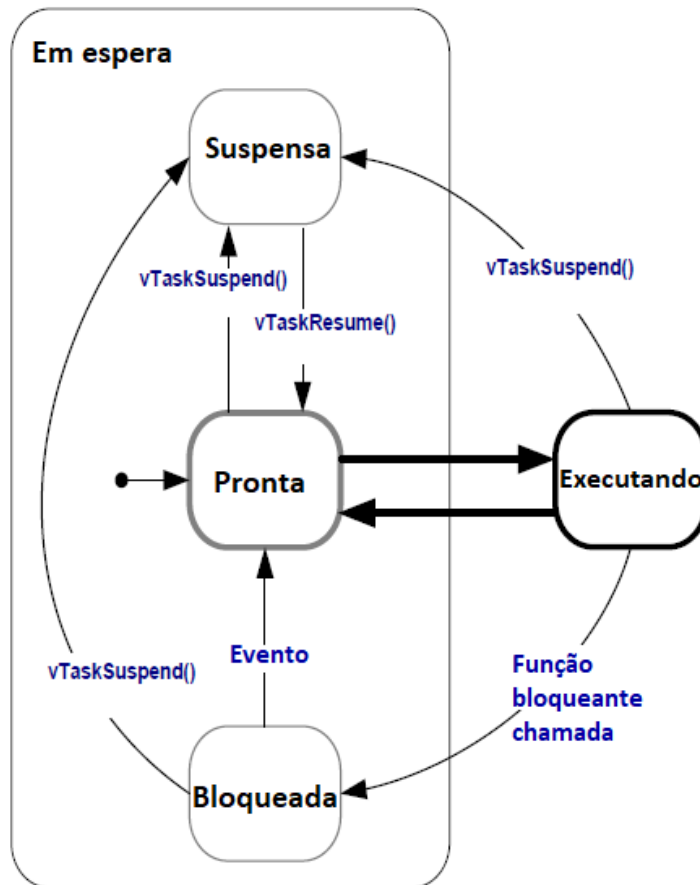 Em espera
Suspensa
vTaskSuspend()
vTaskSuspend()
vTaskResume()
Pronta
Executando
Evento
vTaskSuspend()
Função
bloqueante
chamada
Bloqueada